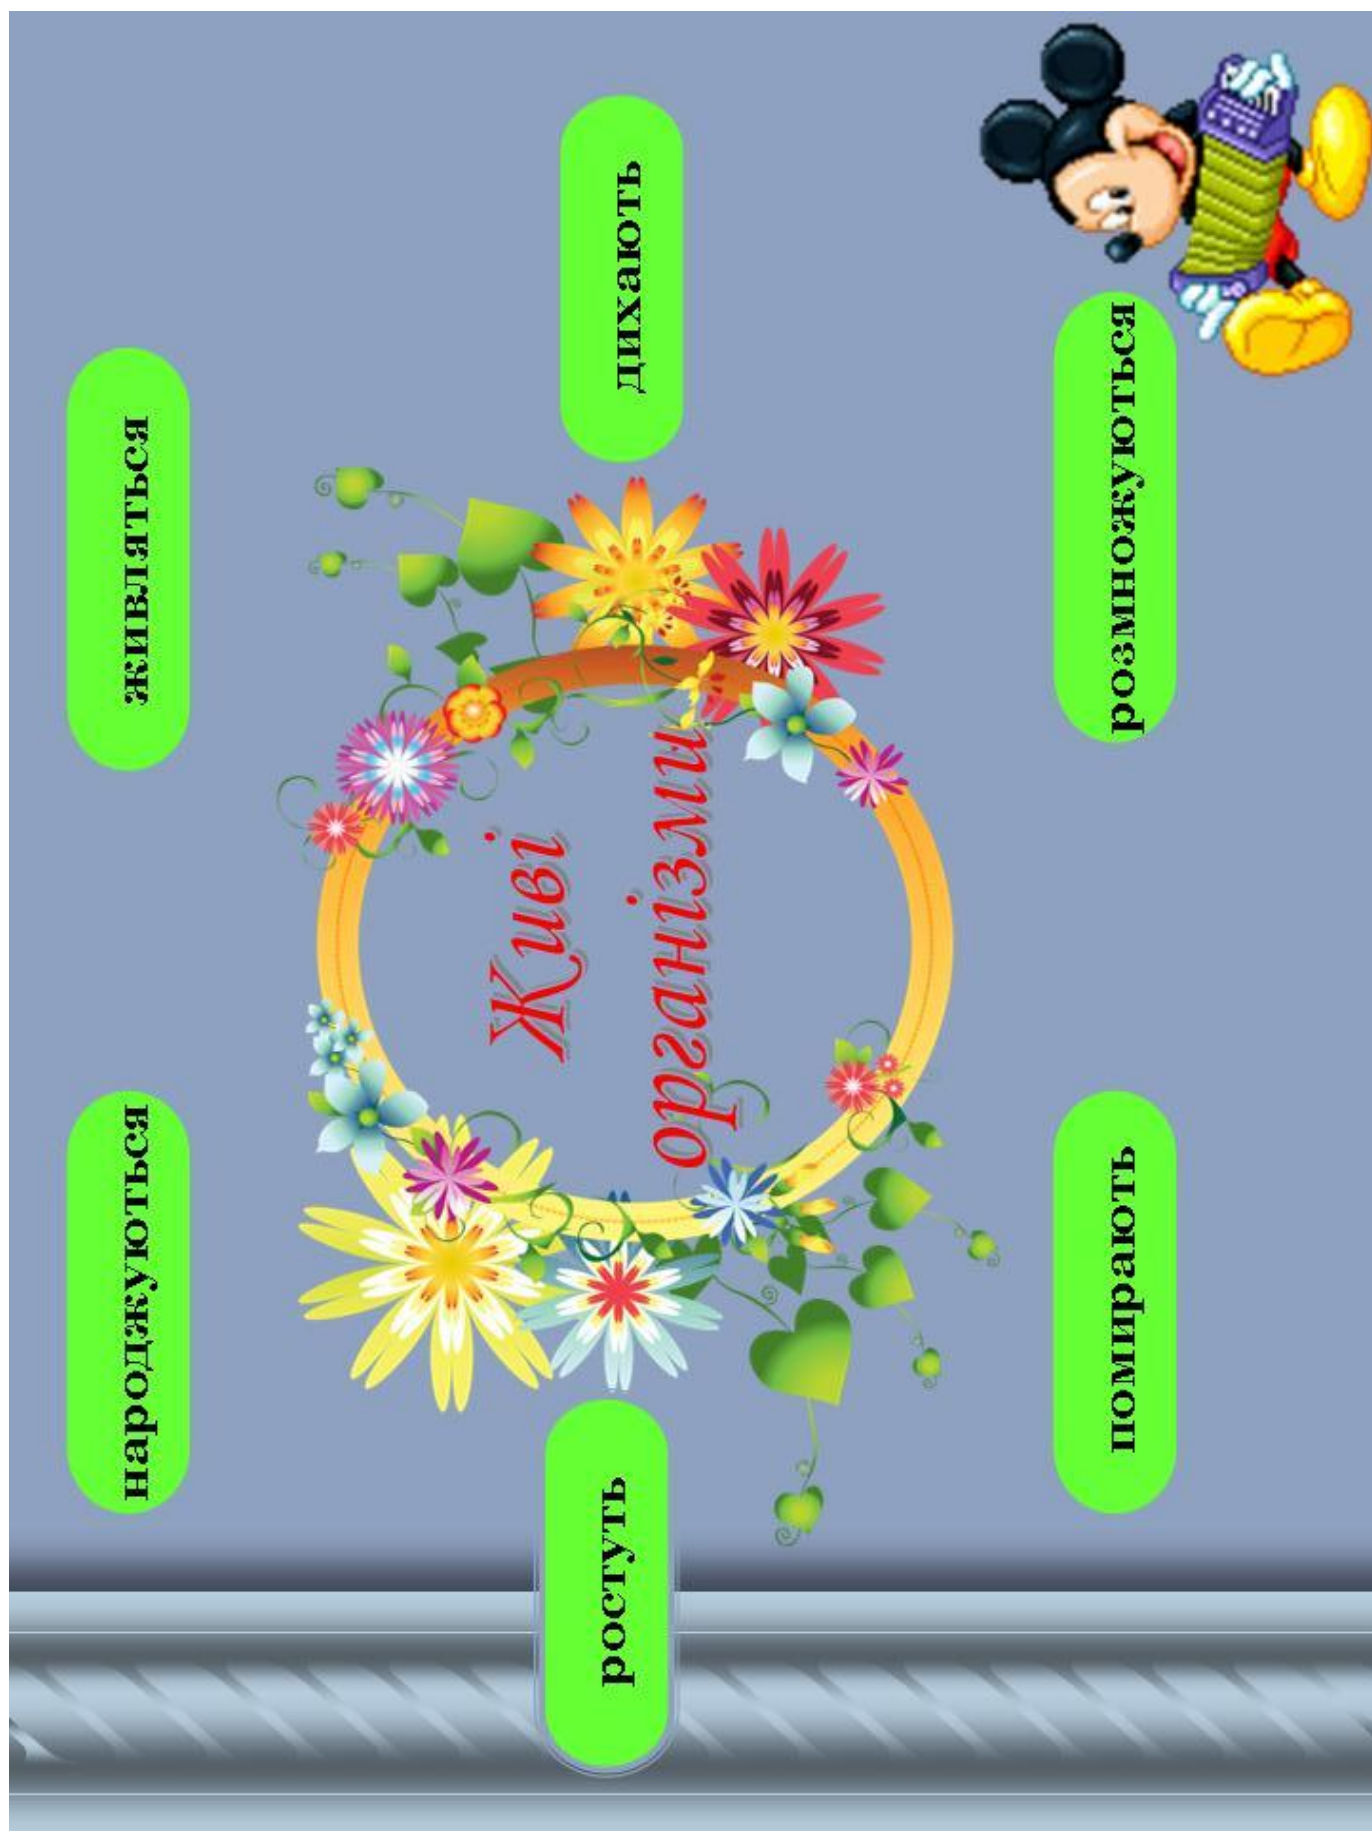 народжуються
живляться
ростуть
Живі
організми
дихають
помирають
розмножуються